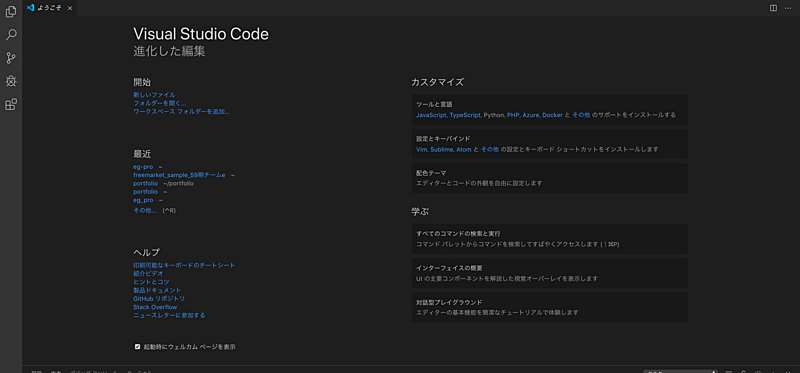 ようこそ
Visual Studio Code
進化した編集
開始
新しいファイル
フォルダーを開く...
ワークスペース フォルダーを追加...
最近
eg-pro ~
freemarket_sample_59期チームe ~
portfolio ~/portfolio
portfolio ~
eg_pro ~
その他... (^R)
ヘルプ
印刷可能なキーボードのチートシート
紹介ビデオ
ヒントとコツ
製品ドキュメント
GitHub リポジトリ
Stack Overflow
ニュースレターに参加する
起動時にウェルカム ページを表示
カスタマイズ
ツールと言語
JavaScript, TypeScript, Python, PHP, Azure, Docker と その他 のサポートをインストールする
設定とキーバインド
Vim, Sublime, Atom と その他 の設定とキーボード ショートカットをインストールします
配色テーマ
エディターとコードの外観を自由に設定します
学ぶ
すべてのコマンドの検索と実行
コマンド パレットからコマンドを検索してすばやくアクセスします (⇧⌘P)
インターフェイスの概要
UI の主要コンポーネントを解説した視覚オーバーレイを表示します
対話型プレイグラウンド
エディターの基本機能を簡潔なチュートリアルで体験します